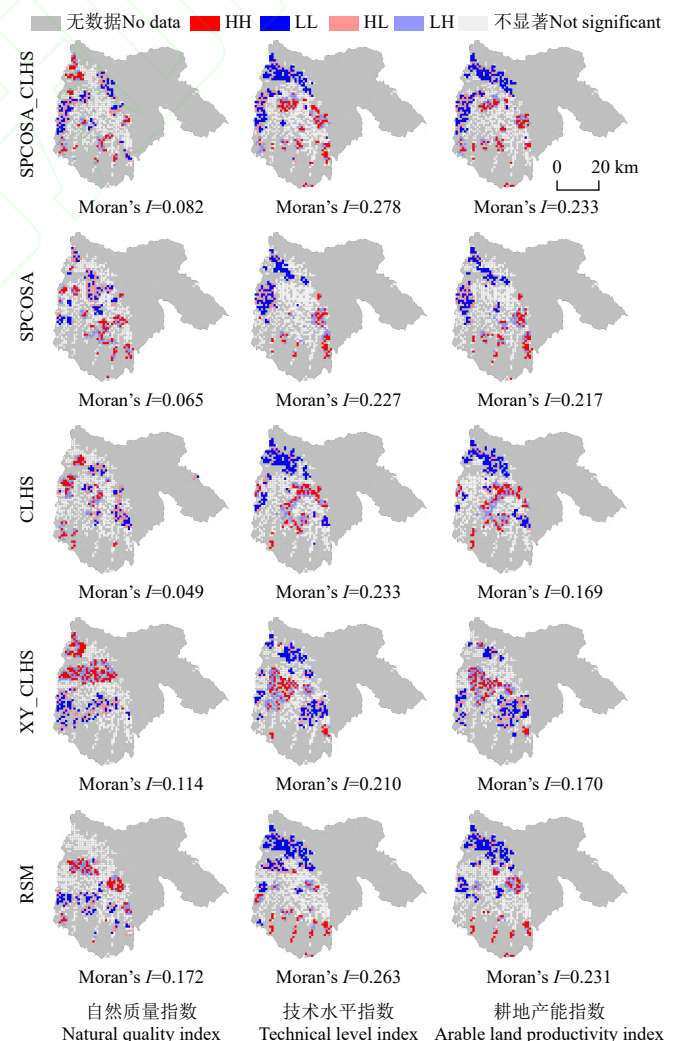 无数据No data HH LL HL LH 不显著Not significant
SPCOSA_CLHS
0 20 km
Moran's I=0.082 Moran's I=0.278 Moran's I=0.233
SPCOSA
Moran's I=0.065 Moran's I=0.227 Moran's I=0.217
CLHS
Moran's I=0.049 Moran's I=0.233 Moran's I=0.169
XY_CLHS
Moran's I=0.114 Moran's I=0.210 Moran's I=0.170
RSM
Moran's I=0.172 Moran's I=0.263 Moran's I=0.231
自然质量指数 技术水平指数 耕地产能指数
Natural quality index Technical level index Arable land productivity index